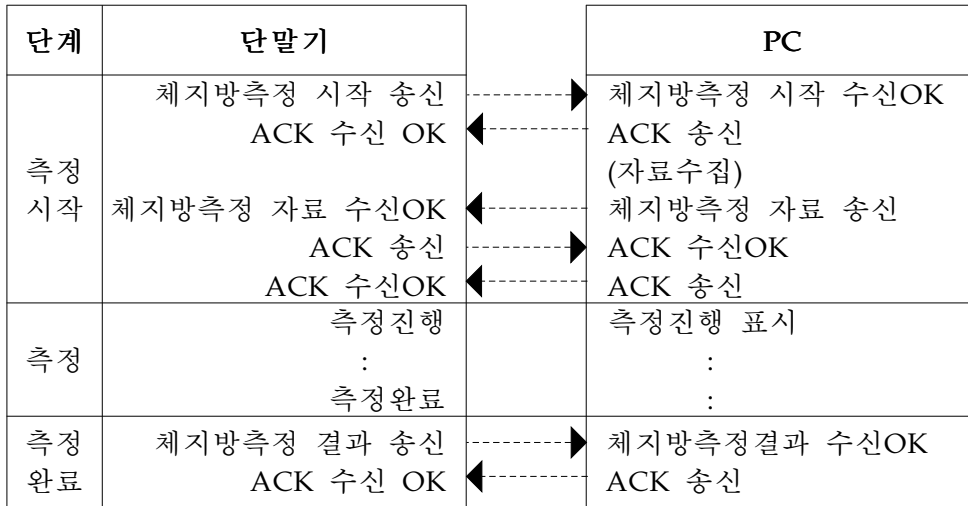 단계 단말기 PC
체지방측정 시작 송신 체지방측정 시작 수신OK
ACK 수신 OK ACK 송신
측정 (자료수집)
시작 체지방측정 자료 수신OK 체지방측정 자료 송신
ACK 송신 ACK 수신OK
ACK 수신OK ACK 송신
측정진행 측정진행 표시
측정 : :
측정완료 :
측정 체지방측정 결과 송신 체지방측정결과 수신OK
완료 ACK 수신 OK ACK 송신